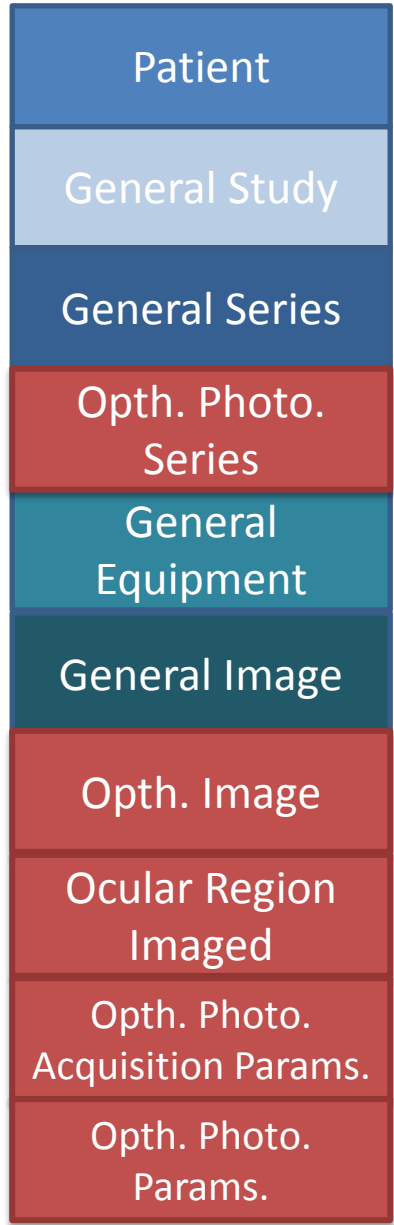 Patient
General Study
General Series
Opth. Photo.
Series
General
Equipment
General Image
Opth. Image
Ocular Region
Imaged
Opth. Photo.
Acquisition Params.
Opth. Photo.
Params.